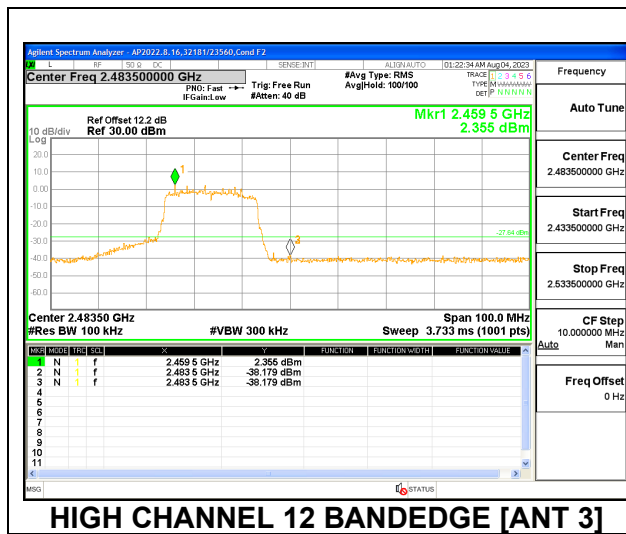 Agilent Spectrum Analyzer - AP2022.8.16,32181/23560,Cond F2
L RF 50 Ω DC SENSE:INT ALIGN AUTO 01:22:34 AM Aug 04, 2023
Center Freq 2.483500000 GHz
PNO: Fast
IFGain:Low
Trig: Free Run
#Atten: 40 dB
#Avg Type: RMS
Avg|Hold: 100/100
TRACE 1 2 3 4 5 6
TYPE M
DET P N N N N N
Ref Offset 12.2 dB
10 dB/div Ref 30.00 dBm
Log
Mkr1 2.459 5 GHz
2.355 dBm
20.0
10.0
0.00
-10.0
-20.0
-30.0
-40.0
-50.0
-60.0
1
3
-27.64 dBm
Center 2.48350 GHz Span 100.0 MHz
#Res BW 100 kHz #VBW 300 kHz Sweep 3.733 ms (1001 pts)
MKR MODE TRC SCL X Y FUNCTION FUNCTION WIDTH FUNCTION VALUE
1 N 1 f 2.459 5 GHz 2.355 dBm
2 N 1 f 2.483 5 GHz -38.179 dBm
3 N 1 f 2.483 5 GHz -38.179 dBm
4
5
6
7
8
9
10
11
MSG STATUS
Frequency
Auto Tune
Center Freq
2.483500000 GHz
Start Freq
2.433500000 GHz
Stop Freq
2.533500000 GHz
CF Step
10.000000 MHz
Auto Man
Freq Offset
0 Hz
HIGH CHANNEL 12 BANDEDGE [ANT 3]